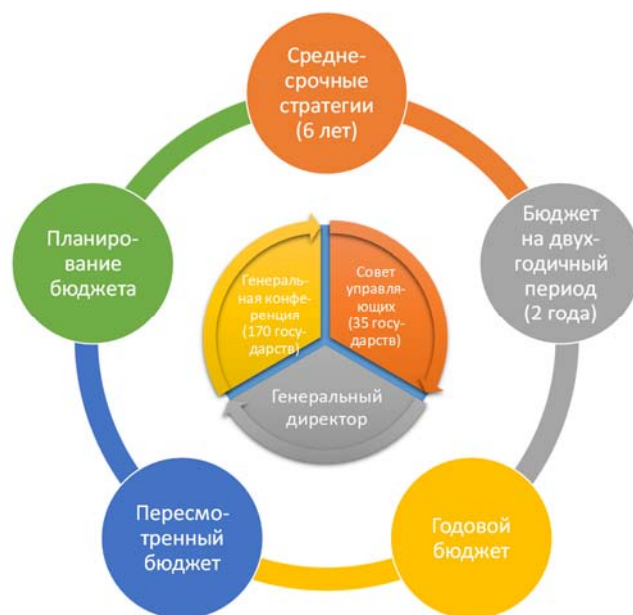 Средне-
срочные
стратегии
(6 лет)
Бюджет
на двух-
годичный
период
(2 года)
Годовой
бюджет
Пересмо-
тренный
бюджет
Планиро-
вание
бюджета
Генераль-
ная конфе-
ренция
(170 госу-
дарств)
Совет
управля-
ющих
(35 госу-
дарств)
Генеральный
директор